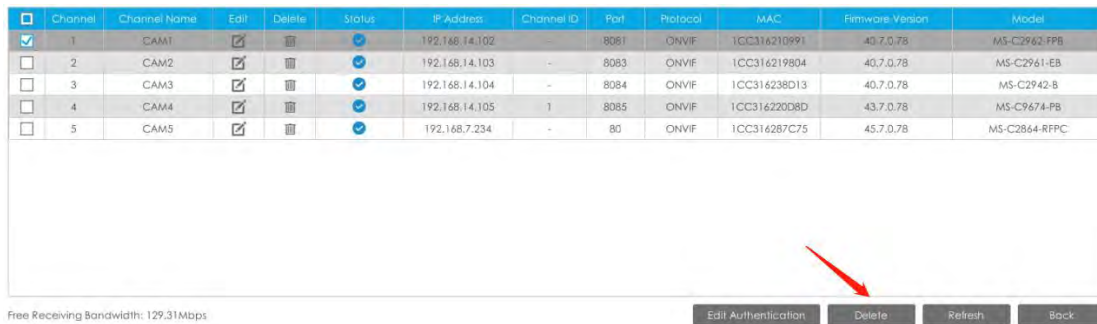 Channel Channel Name Edit Delete Status IP Address Channel ID Port Protocol MAC Firmware Version Model
1 CAM1 192.168.14.102 - 8081 ONVIF 1CC316210991 40.7.0.78 MS-C2962-FPB
2 CAM2 192.168.14.103 - 8083 ONVIF 1CC316219804 40.7.0.78 MS-C2961-EB
3 CAM3 192.168.14.104 - 8084 ONVIF 1CC316238D13 40.7.0.78 MS-C2942-B
4 CAM4 192.168.14.105 1 8085 ONVIF 1CC316220D8D 43.7.0.78 MS-C9674-PB
5 CAM5 192.168.7.234 - 80 ONVIF 1CC316287C75 45.7.0.78 MS-C2864-RFPC
Free Receiving Bandwidth: 129.31Mbps Edit Authentication Delete Refresh Back